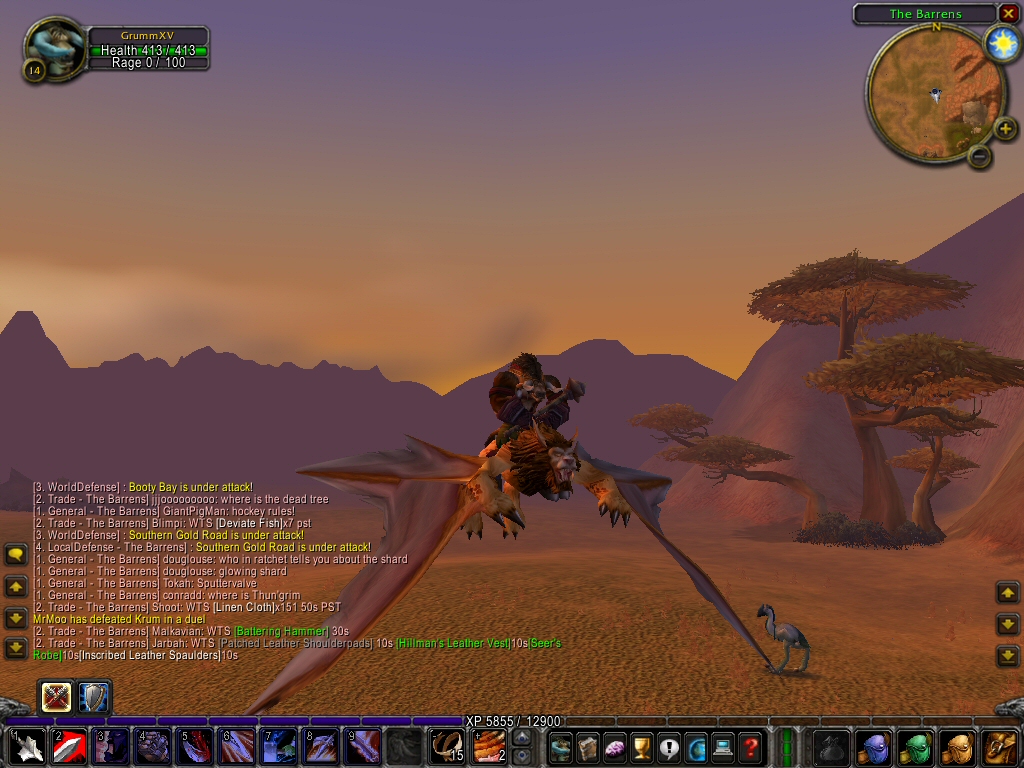 The Barrens
N
GrummXV
Health 413 / 413
Rage 0 / 100
14
[3. WorldDefense] : Booty Bay is under attack!
[2. Trade - The Barrens] jjjooooooooo: where is the dead tree
[1. General - The Barrens] GiantPigMan: hockey rules!
[2. Trade - The Barrens] Blimpi: WTS [Deviate Fish]x7 pst
[3. WorldDefense] : Southern Gold Road is under attack!
[4. LocalDefense - The Barrens] : Southern Gold Road is under attack!
[1. General - The Barrens] douglouse: who in ratchet tells you about the shard
[1. General - The Barrens] douglouse: glowing shard
[1. General - The Barrens] Tokah: Sputtervalve
[1. General - The Barrens] conradd: where is Thun'grim
[2. Trade - The Barrens] Shoot: WTS [Linen Cloth]x151 50s PST
MrMoo has defeated Krum in a duel
[2. Trade - The Barrens] Malkavian: WTS [Battering Hammer] 30s
[2. Trade - The Barrens] Jarbah: WTS [Patched Leather Shoulderpads] 10s [Hillman's Leather Vest]10s[Seer's
Robe]10s[Inscribed Leather Spaulders]10s
XP 5855 / 12900
1 2 3 4 5 6 7 8 9 15 2